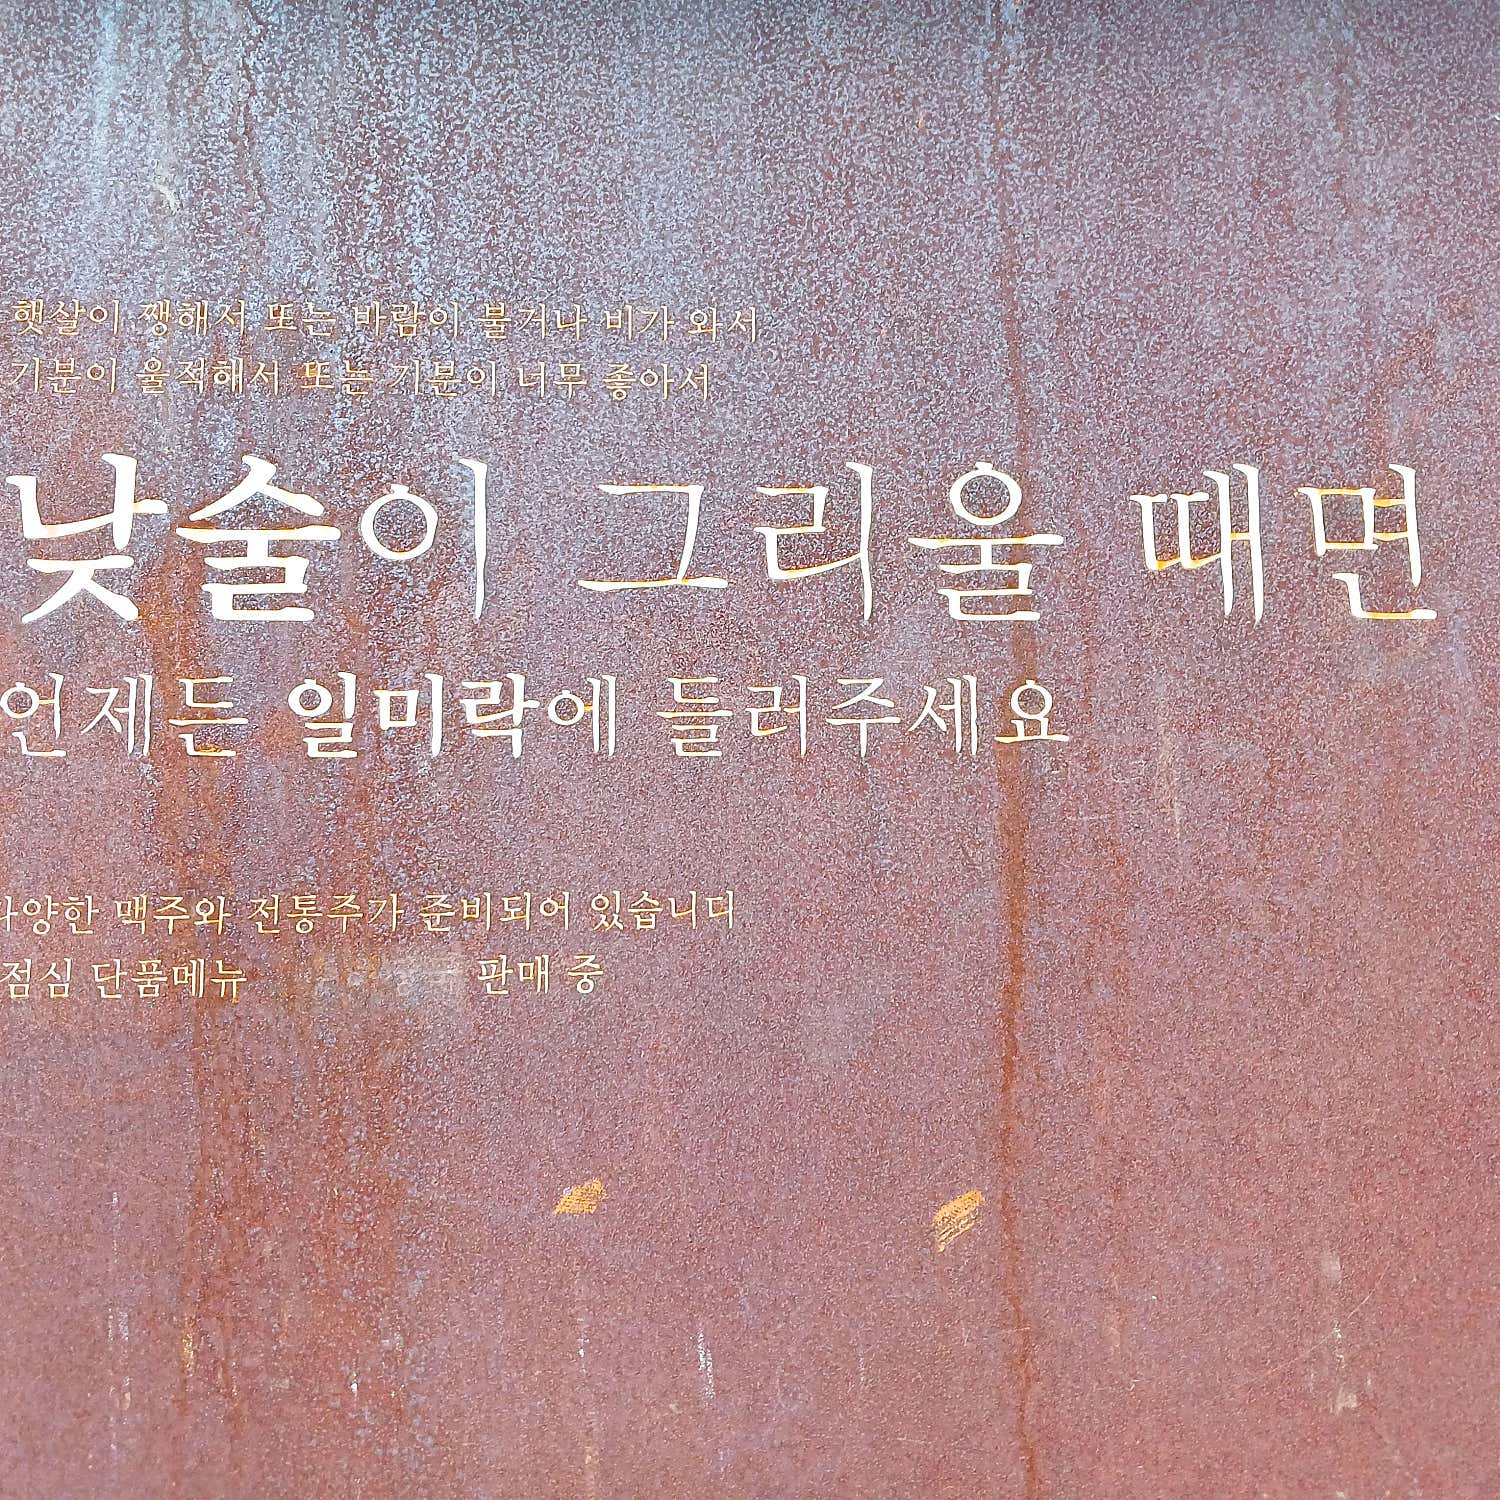 햇살이 쨍해서 또는 바람이 불거나 비가 와서
기분이 울적해서 또는 기분이 너무 좋아서
낮술이 그리울 때면
언제든 일미락에 들러주세요
다양한 맥주와 전통주가 준비되어 있습니다
점심 단품메뉴 판매 중